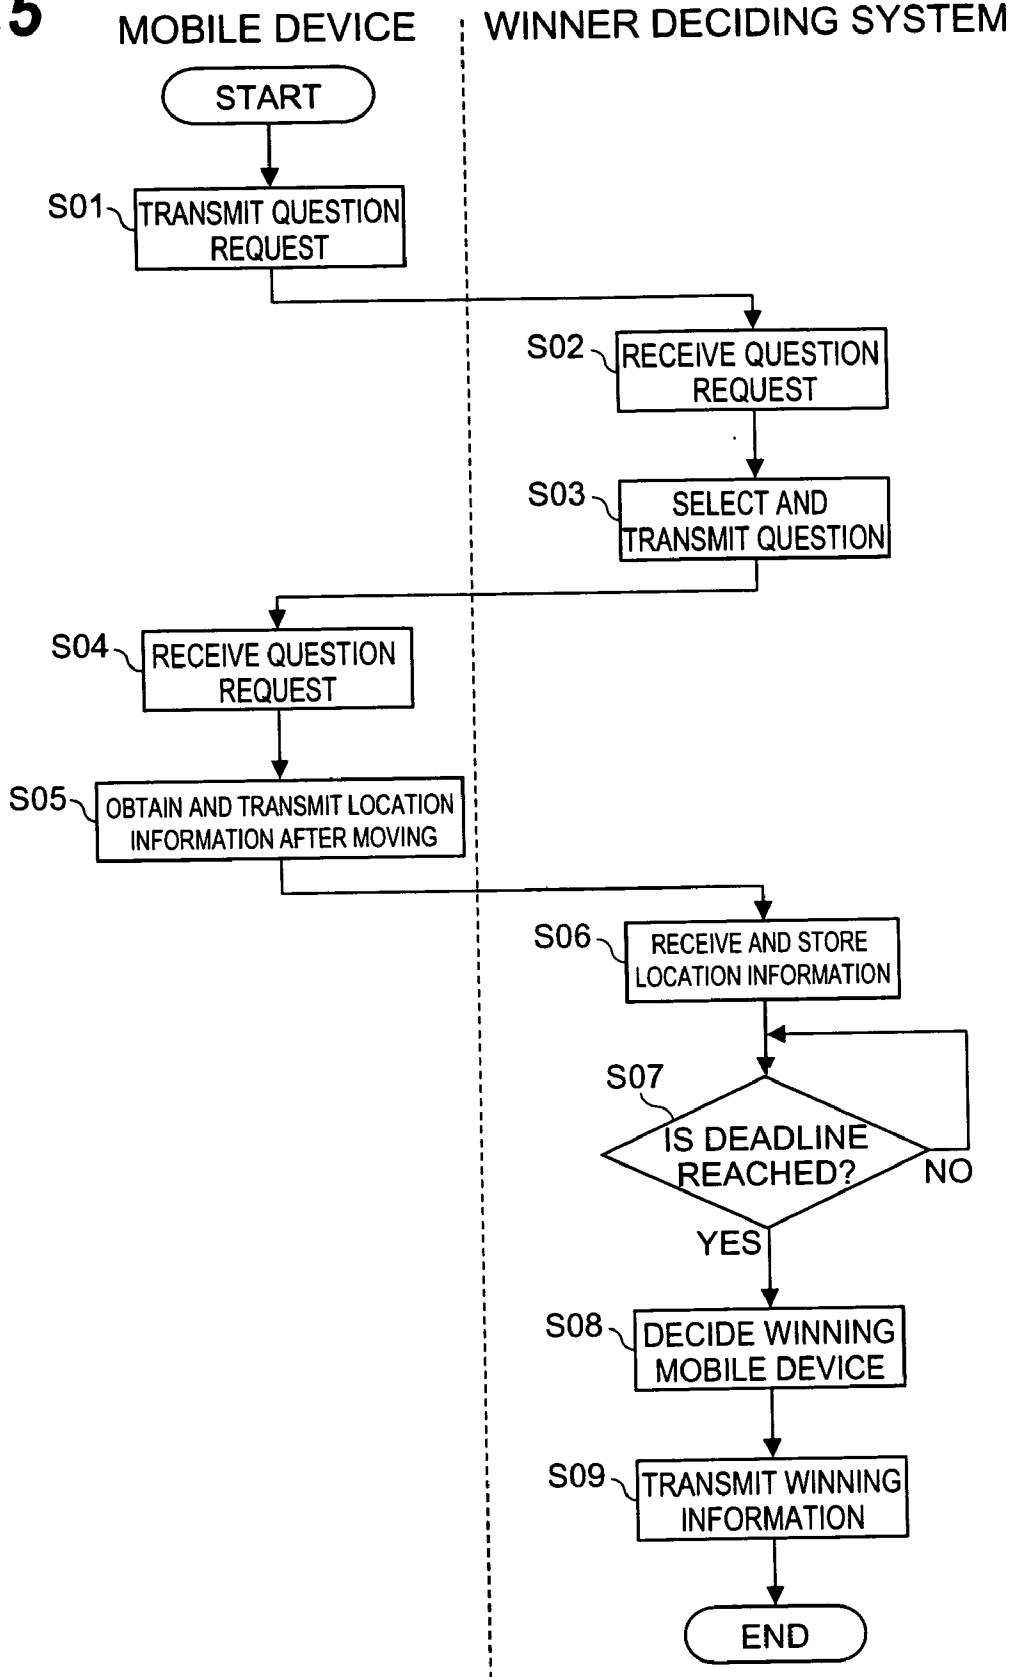 5
MOBILE DEVICE
WINNER DECIDING SYSTEM
START
S01
TRANSMIT QUESTION
REQUEST
S02
RECEIVE QUESTION
REQUEST
S03
SELECT AND
TRANSMIT QUESTION
S04
RECEIVE QUESTION
REQUEST
S05
OBTAIN AND TRANSMIT LOCATION
INFORMATION AFTER MOVING
S06
RECEIVE AND STORE
LOCATION INFORMATION
S07
IS DEADLINE
REACHED?
NO
YES
S08
DECIDE WINNING
MOBILE DEVICE
S09
TRANSMIT WINNING
INFORMATION
END